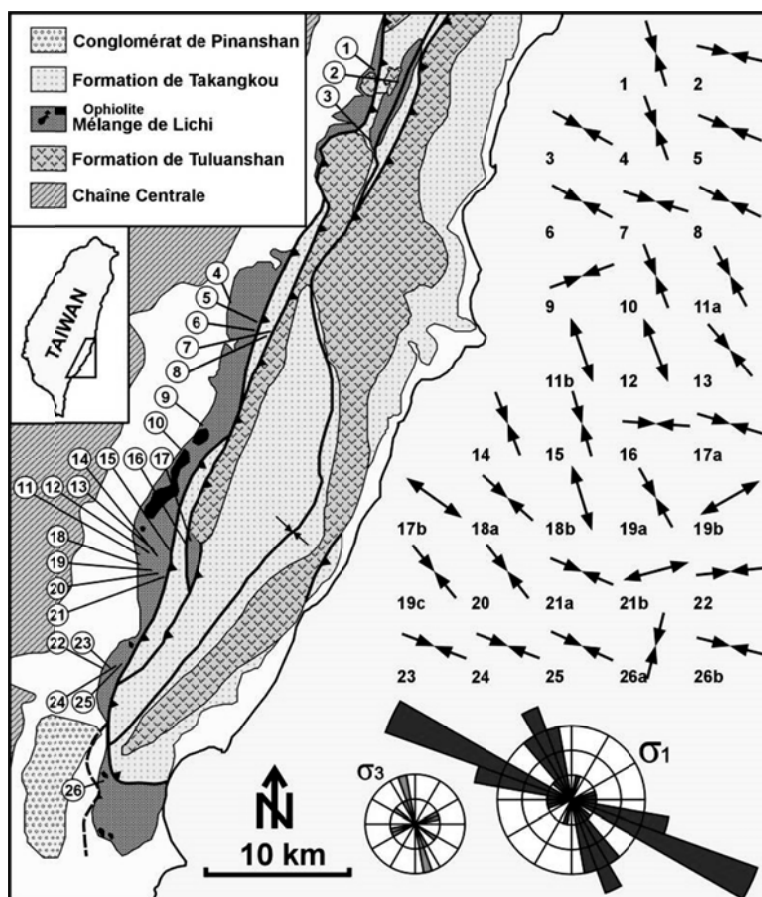 Conglomérat de Pinanshan
Formation de Takangkou
Ophiolite
Mélange de Lichi
Formation de Tuluanshan
Chaîne Centrale
TAIWAN
1
2
3
4
5
6
7
8
9
10
16 17
14 15
11 12 13
18
19
20
21
22 23
24 25
26
N
10 km
1 2
3 4 5
6 7 8
9 10 11a
11b 12 13
14 15 16 17a
17b 18a 18b 19a 19b
19c 20 21a 21b 22
23 24 25 26a 26b
σ3
σ1